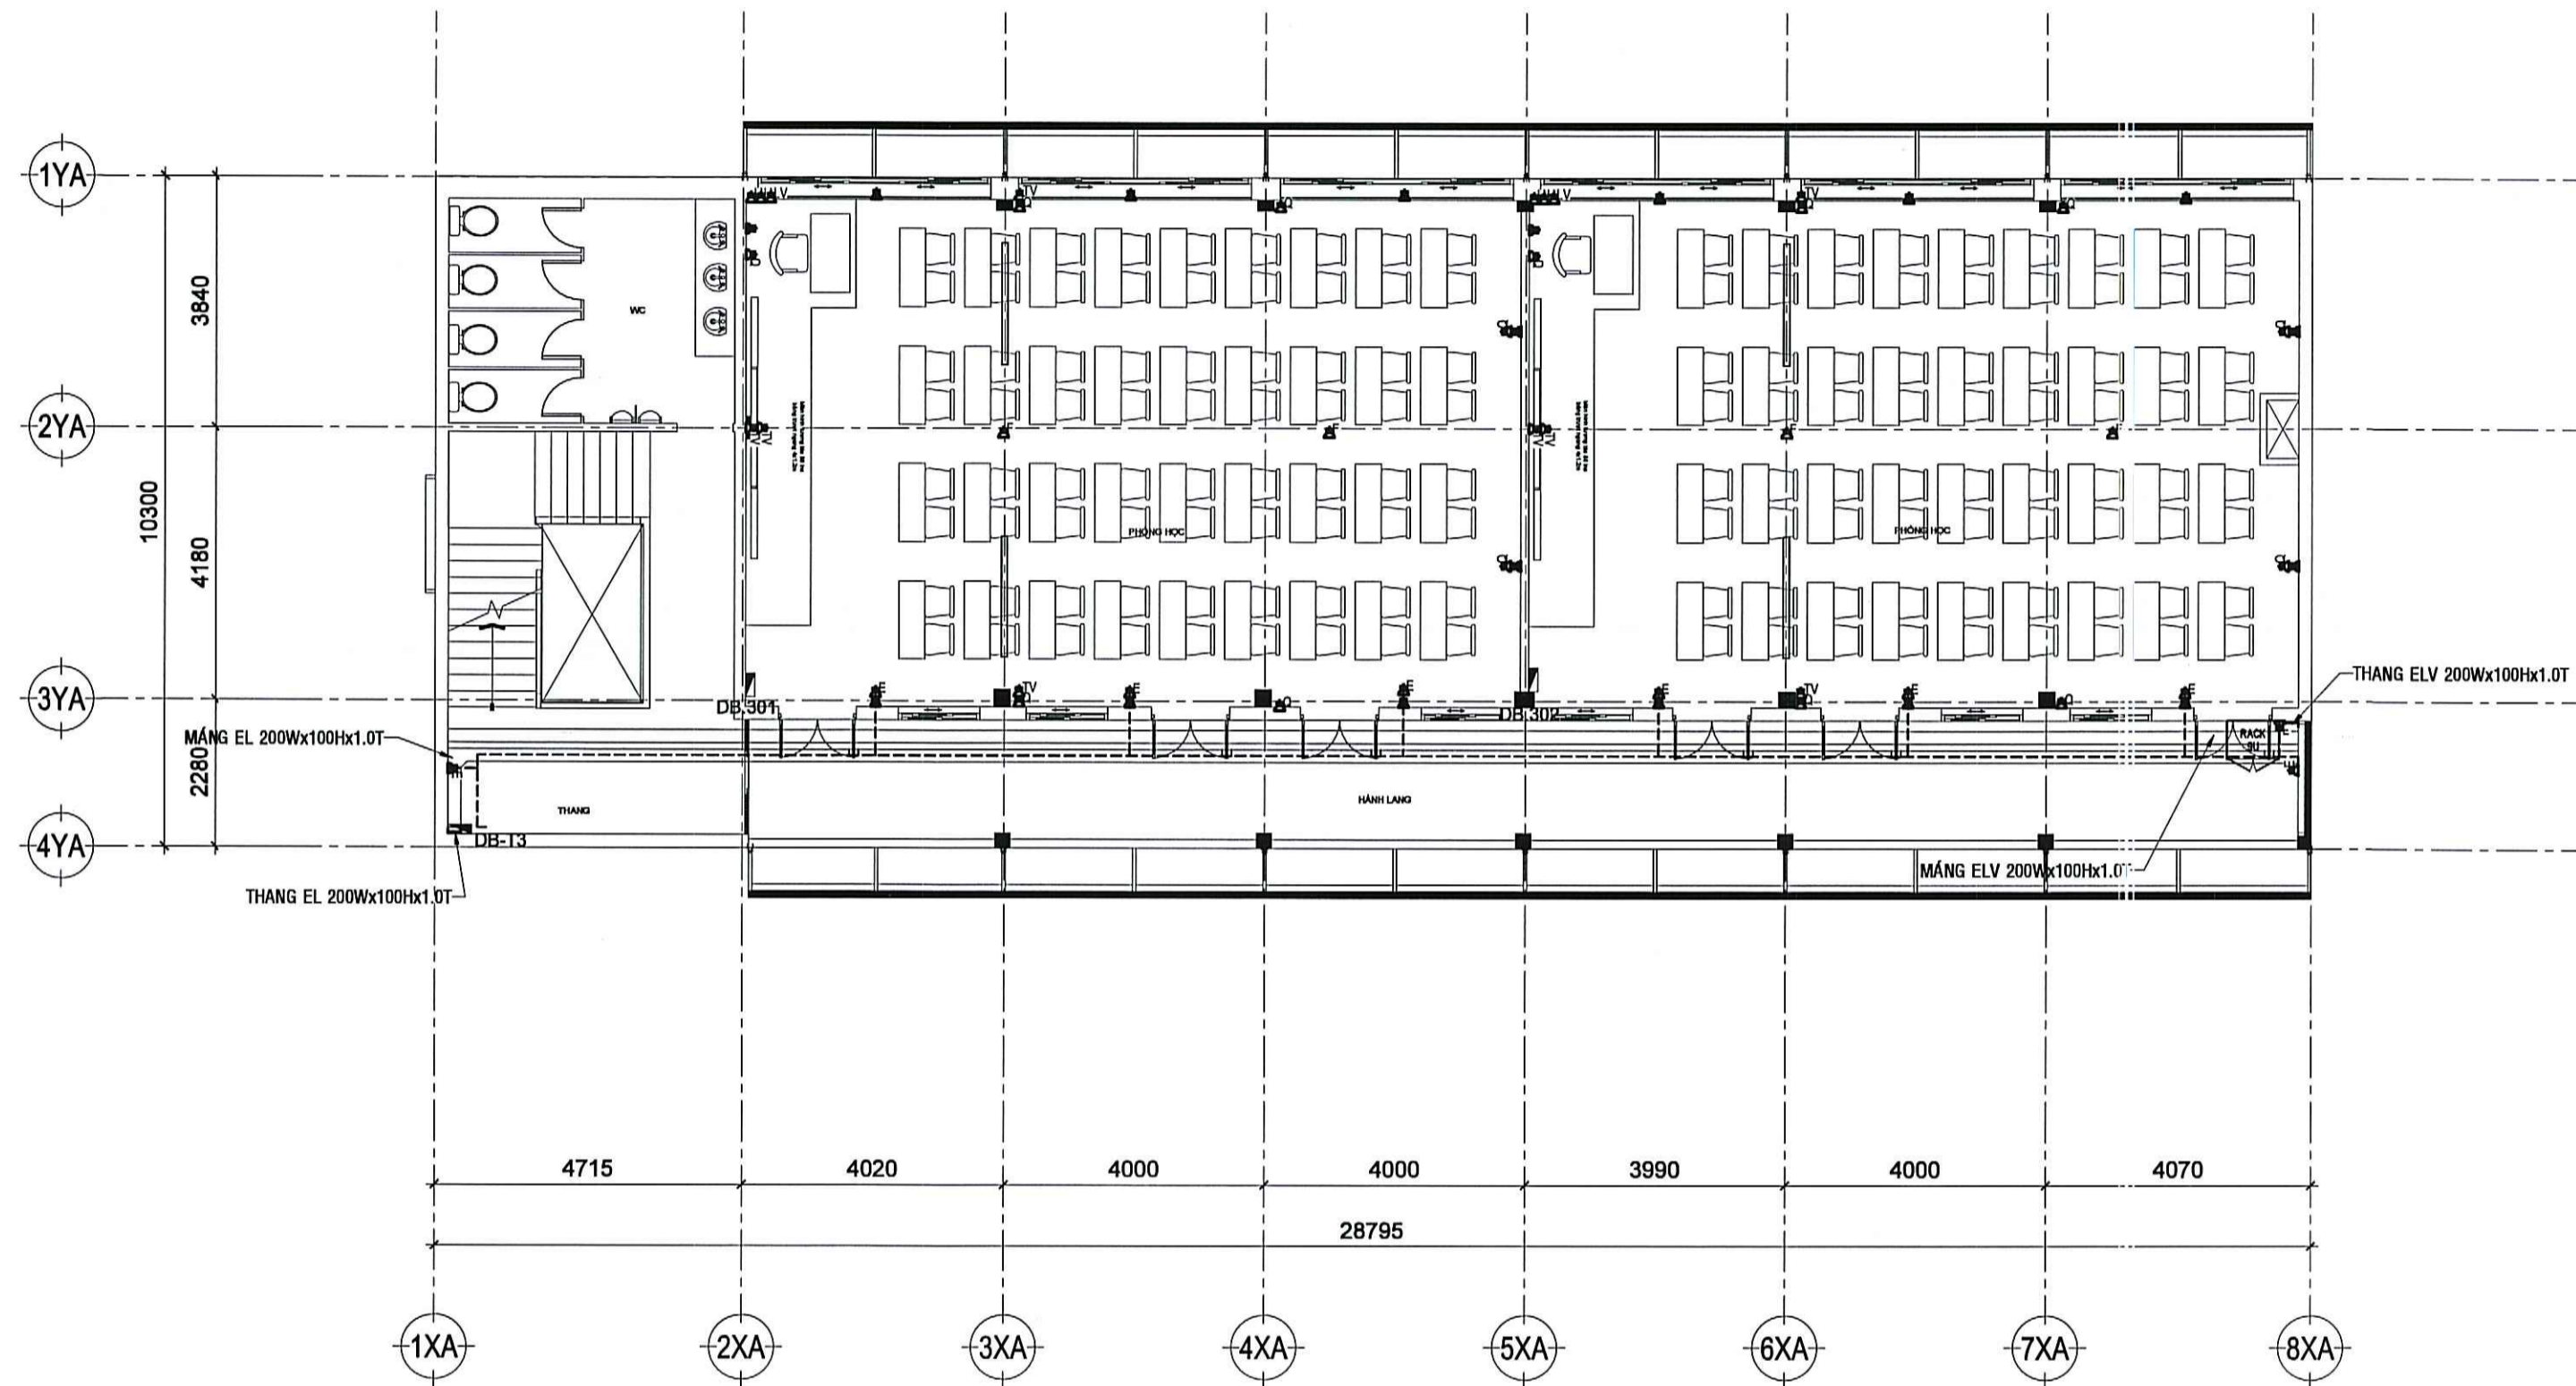 1YA
2YA
3YA
4YA
10300
3840
4180
2280
WC
TV
TV
PHÒNG HỌC
PHÒNG HỌC
DB.301
DB.302
E
TV
E
E
E
TV
E
E
THANG ELV 200Wx100Hx1.0T
MÁNG EL 200Wx100Hx1.0T
RACK
9U
THANG
HÀNH LANG
DB-T3
THANG EL 200Wx100Hx1.0T
MÁNG ELV 200Wx100Hx1.0T
4715
4020
4000
4000
3990
4000
4070
28795
1XA
2XA
3XA
4XA
5XA
6XA
7XA
8XA